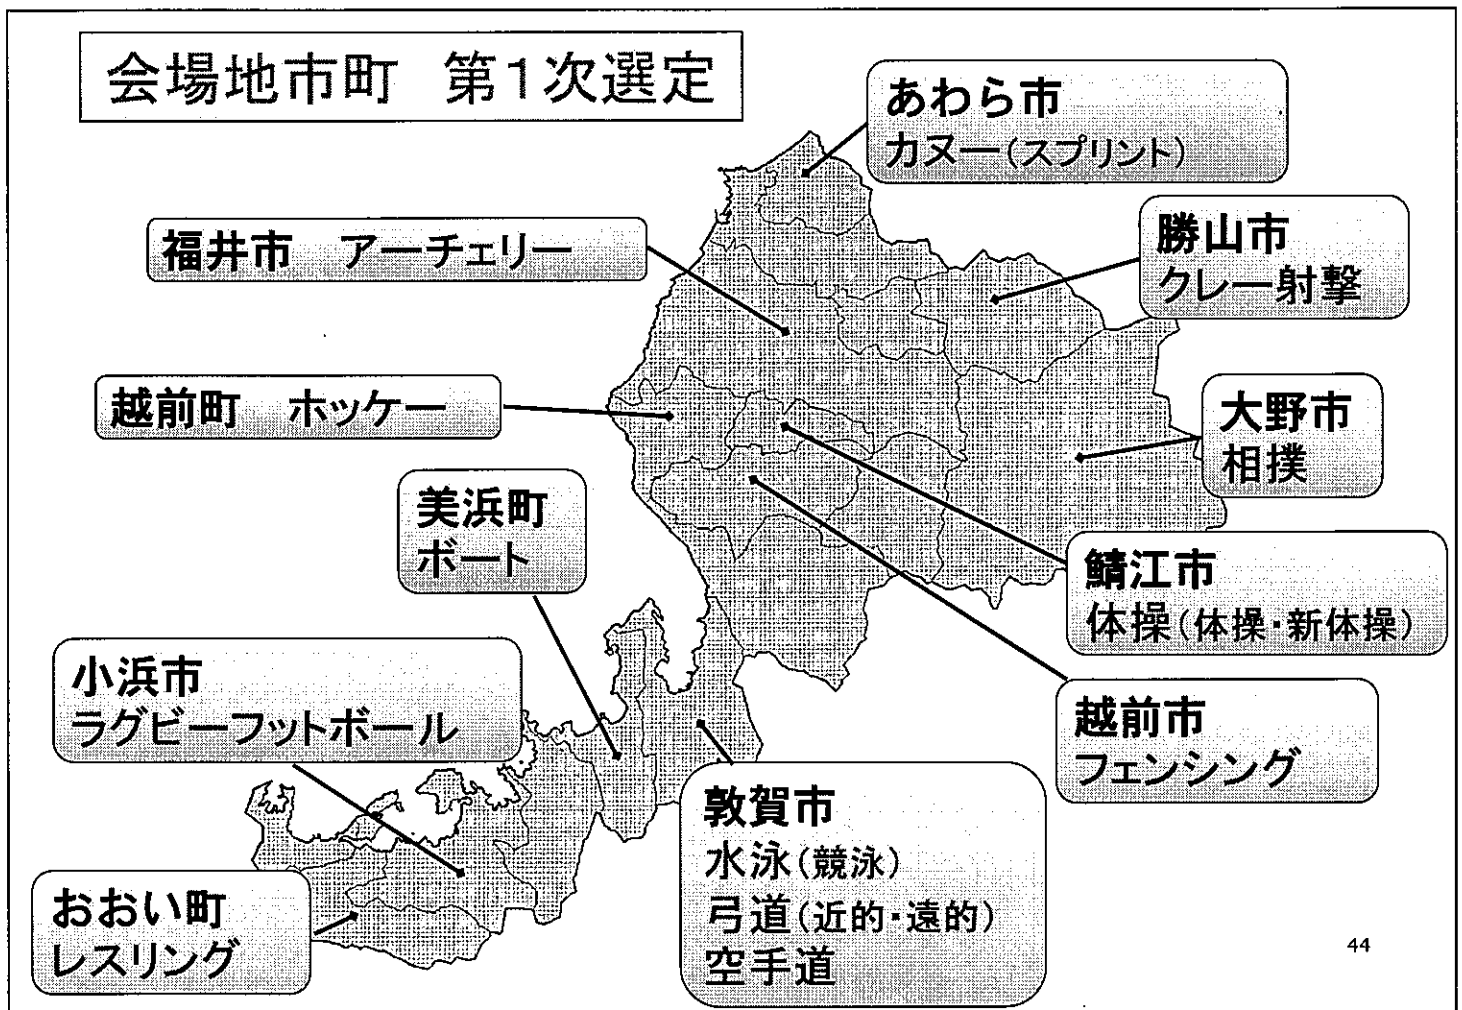 会場地市町　第1次選定
あわら市
カヌー(スプリント)
福井市　アーチェリー
勝山市
クレー射撃
越前町　ホッケー
大野市
相撲
美浜町
ボート
鯖江市
体操(体操・新体操)
小浜市
ラグビーフットボール
越前市
フェンシング
敦賀市
水泳(競泳)
弓道(近的・遠的)
空手道
おおい町
レスリング
44